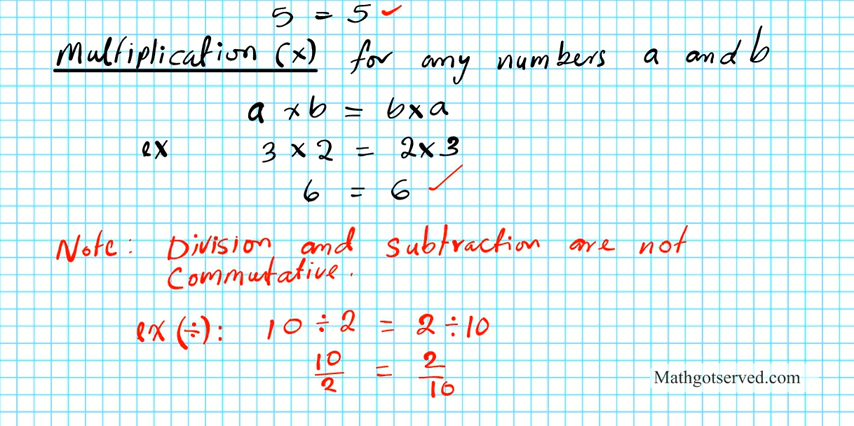 5 = 5 ✓
Multiplication (x) for any numbers a and b
a × b = b × a
ex 3 × 2 = 2 × 3
6 = 6 ✓
Note: Division and subtraction are not
Commutative.
ex (÷): 10 ÷ 2 = 2 ÷ 10
10/2 = 2/10
Mathgotserved.com